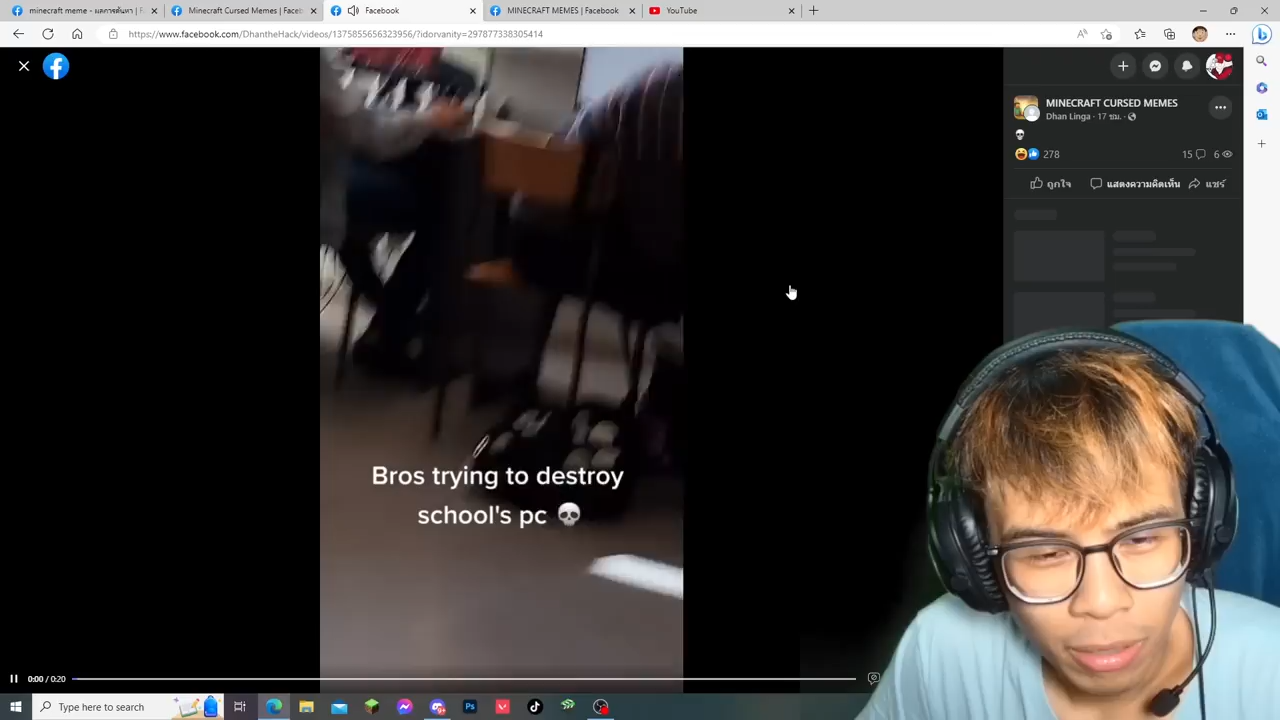 minecraft meme - ผลการค้นหา | F
Minecraft Cursed Memes | Faceb
Facebook
MINECRAFT MEMES | Facebook
YouTube
https://www.facebook.com/DhantheHack/videos/1375855656323956/?idorvanity=297877338305414
MINECRAFT CURSED MEMES
Dhan Linga · 17 ชม. ·
💀
278
15
6
ถูกใจ
แสดงความคิดเห็น
แชร์
Bros trying to destroy
school's pc 💀
0:00 / 0:20
Type here to search